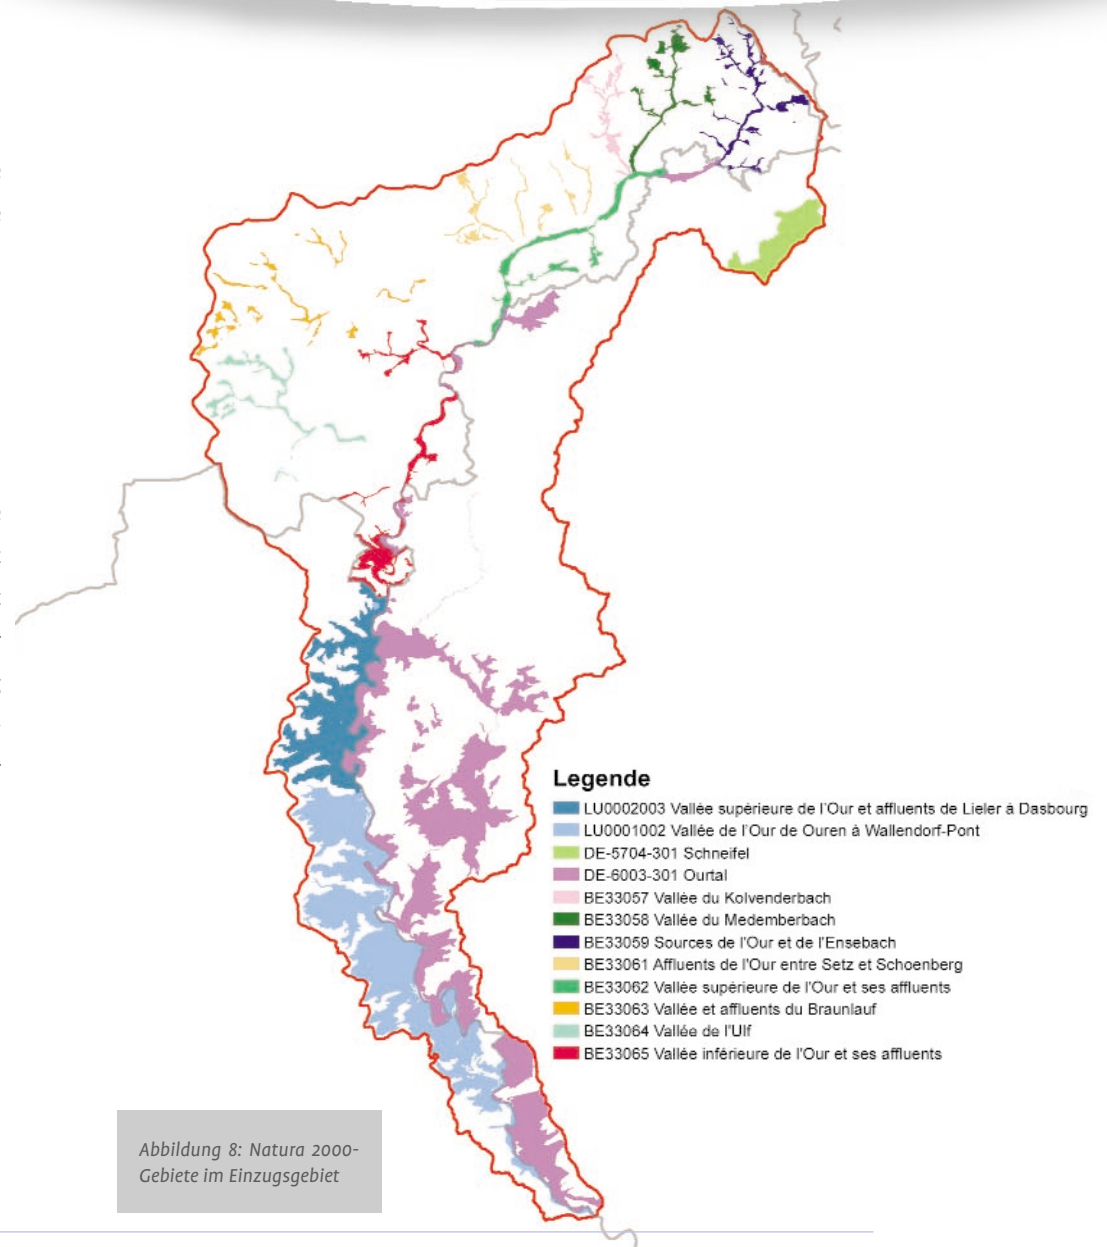 Legende
LU0002003 Vallée supérieure de l'Our et affluents de Lieler à Dasbourg
LU0001002 Vallée de l'Our de Ouren à Wallendorf-Pont
DE-5704-301 Schneifel
DE-6003-301 Ourtal
BE33057 Vallée du Kolvenderbach
BE33058 Vallée du Medemberbach
BE33059 Sources de l'Our et de l'Ensebach
BE33061 Affluents de l'Our entre Setz et Schoenberg
BE33062 Vallée supérieure de l'Our et ses affluents
BE33063 Vallée et affluents du Braunlauf
BE33064 Vallée de l'Ulf
BE33065 Vallée inférieure de l'Our et ses affluents
Abbildung 8: Natura 2000-
Gebiete im Einzugsgebiet